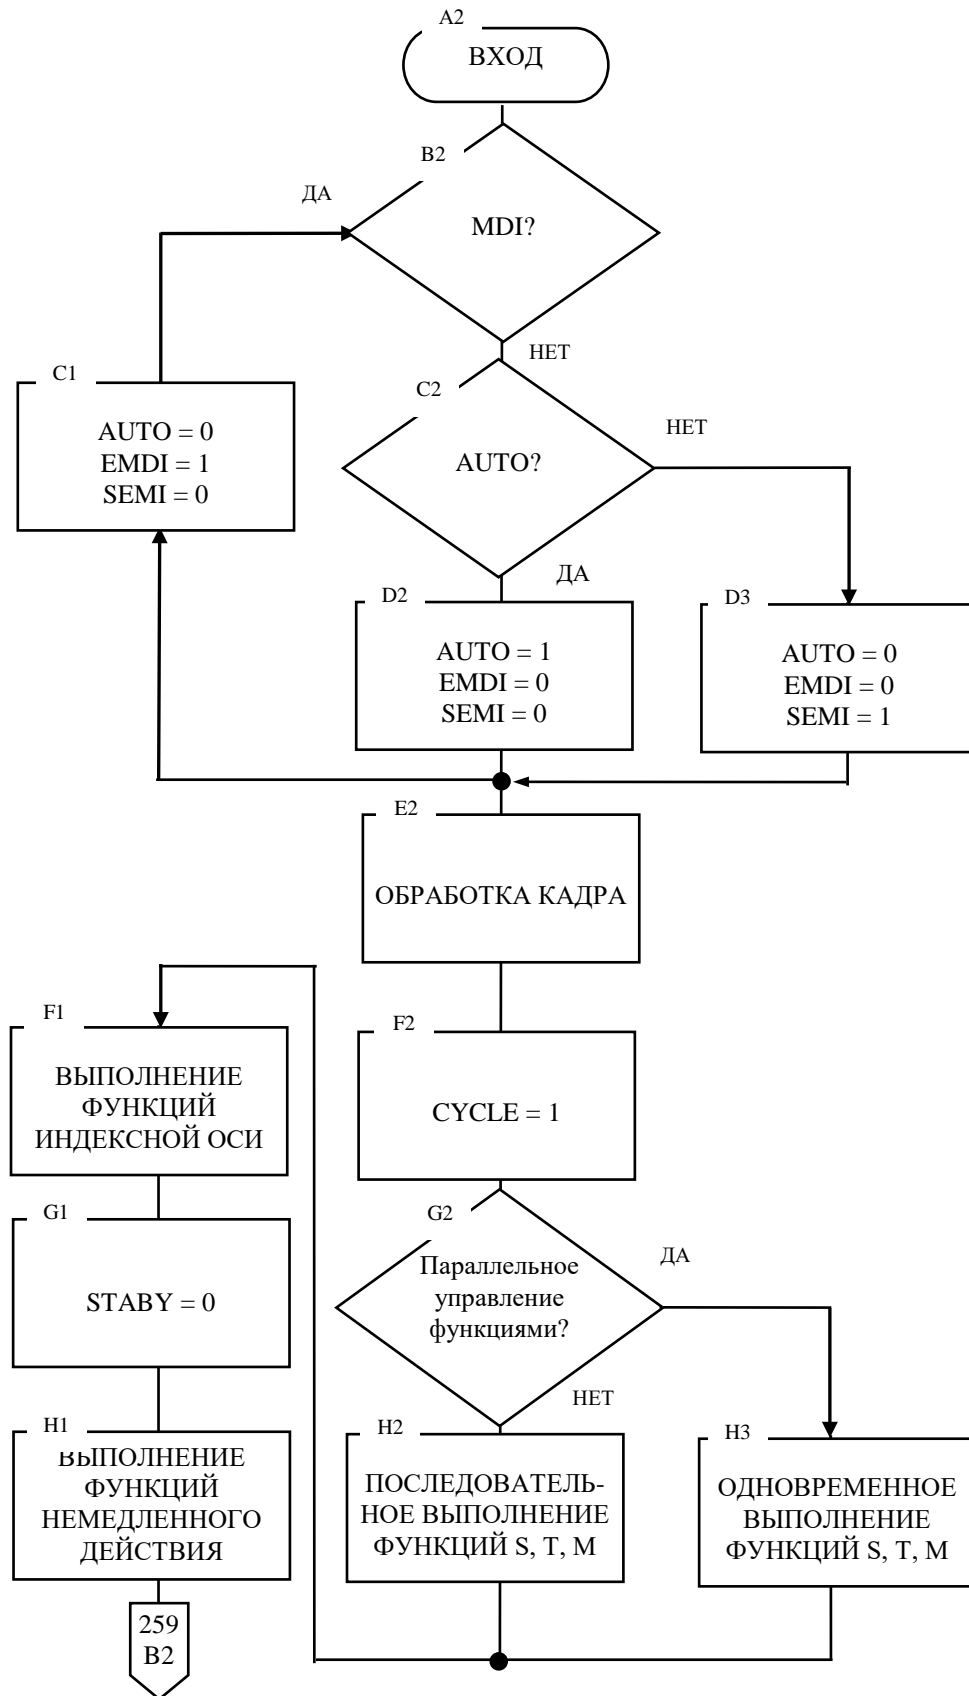 A2
ВХОД
B2
ДА
MDI?
НЕТ
C1
AUTO = 0
EMDI = 1
SEMI = 0
C2
AUTO?
НЕТ
ДА
D2
AUTO = 1
EMDI = 0
SEMI = 0
D3
AUTO = 0
EMDI = 0
SEMI = 1
E2
ОБРАБОТКА КАДРА
F1
ВЫПОЛНЕНИЕ
ФУНКЦИЙ
ИНДЕКСНОЙ ОСИ
F2
CYCLE = 1
G1
STABY = 0
G2
Параллельное
управление
функциями?
ДА
НЕТ
H1
ВЫПОЛНЕНИЕ
ФУНКЦИЙ
НЕМЕДЛЕННОГО
ДЕЙСТВИЯ
H2
ПОСЛЕДОВАТЕЛЬ-
НОЕ ВЫПОЛНЕНИЕ
ФУНКЦИЙ S, T, M
H3
ОДНОВРЕМЕННОЕ
ВЫПОЛНЕНИЕ
ФУНКЦИЙ S, T, M
259
B2